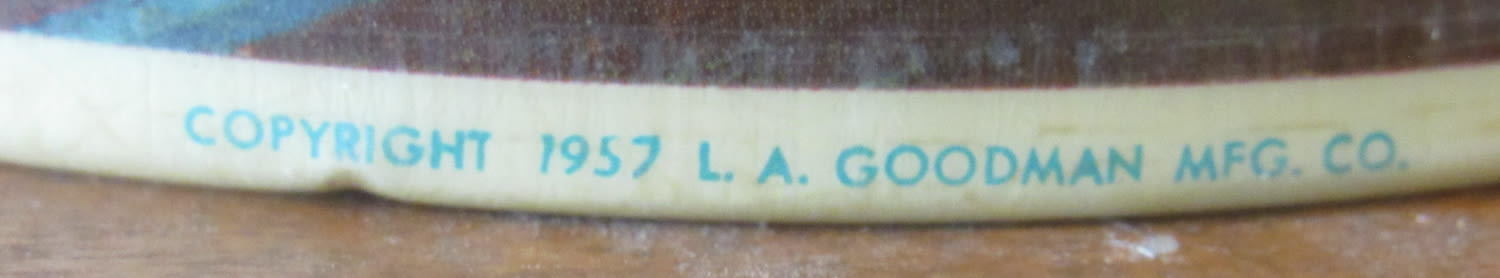 COPYRIGHT 1957 L. A. GOODMAN MFG. CO.